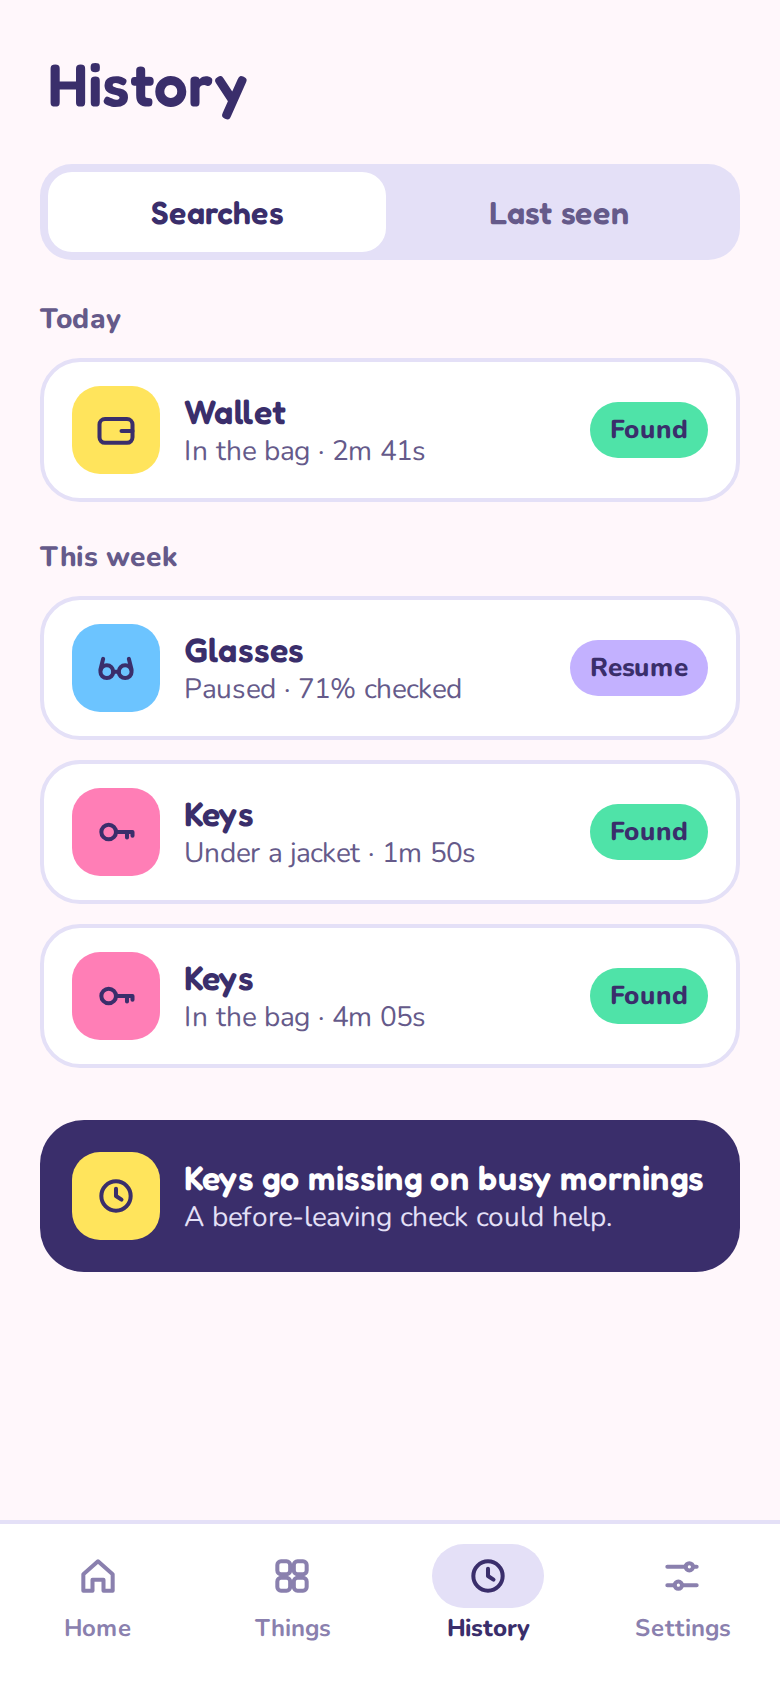 History
Searches
Last seen
Today
Wallet
In the bag · 2m 41s
Found
This week
Glasses
Paused · 71% checked
Resume
Keys
Under a jacket · 1m 50s
Found
Keys
In the bag · 4m 05s
Found
Keys go missing on busy mornings
A before-leaving check could help.
Home
Things
History
Settings